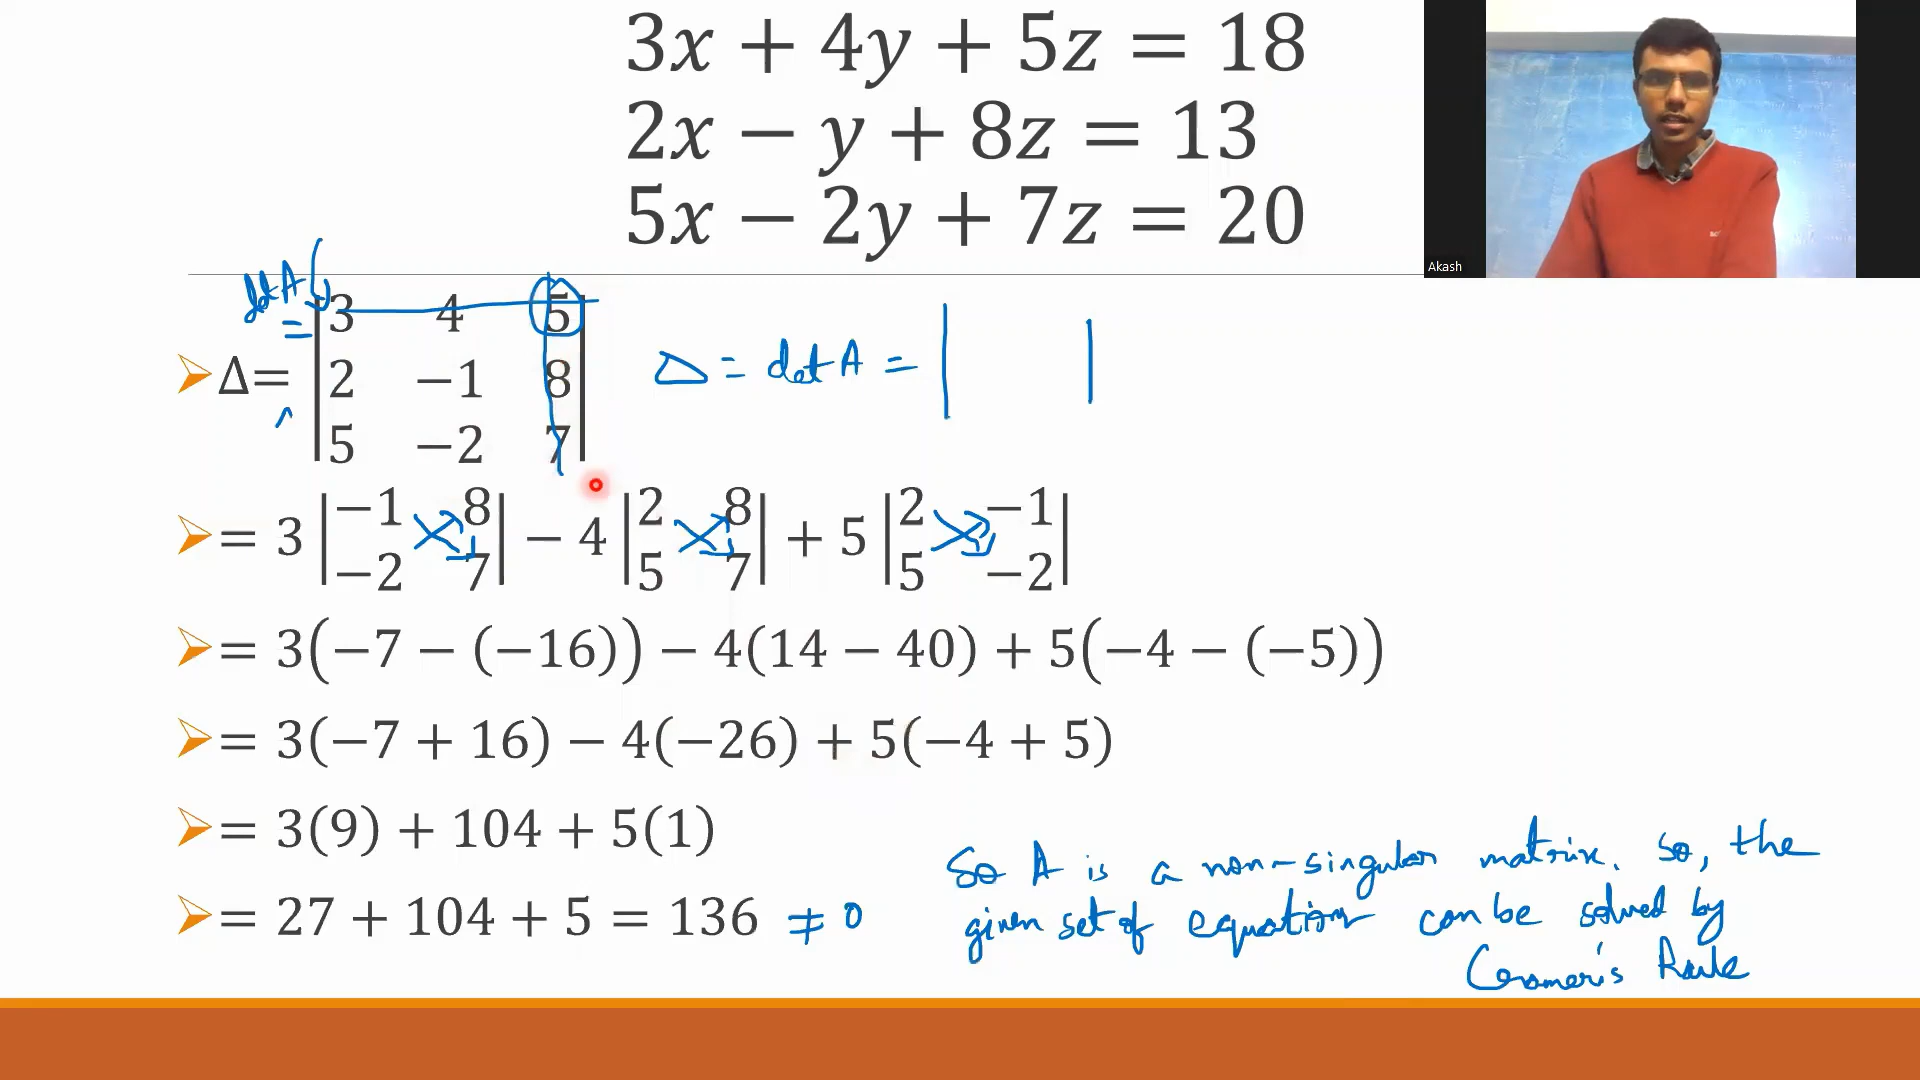 3x + 4y + 5z = 18
2x − y + 8z = 13
5x − 2y + 7z = 20
Akash
det A
=
Δ= |3 4 5|
|2 −1 8|
|5 −2 7|
Δ = det A = | |
= 3 |−1 8| − 4 |2 8| + 5 |2 −1|
|−2 7| |5 7| |5 −2|
= 3(−7 − (−16)) − 4(14 − 40) + 5(−4 − (−5))
= 3(−7 + 16) − 4(−26) + 5(−4 + 5)
= 3(9) + 104 + 5(1)
= 27 + 104 + 5 = 136 ≠ 0
So A is a non-singular matrix. So, the
given set of equation can be solved by
Cramer's Rule